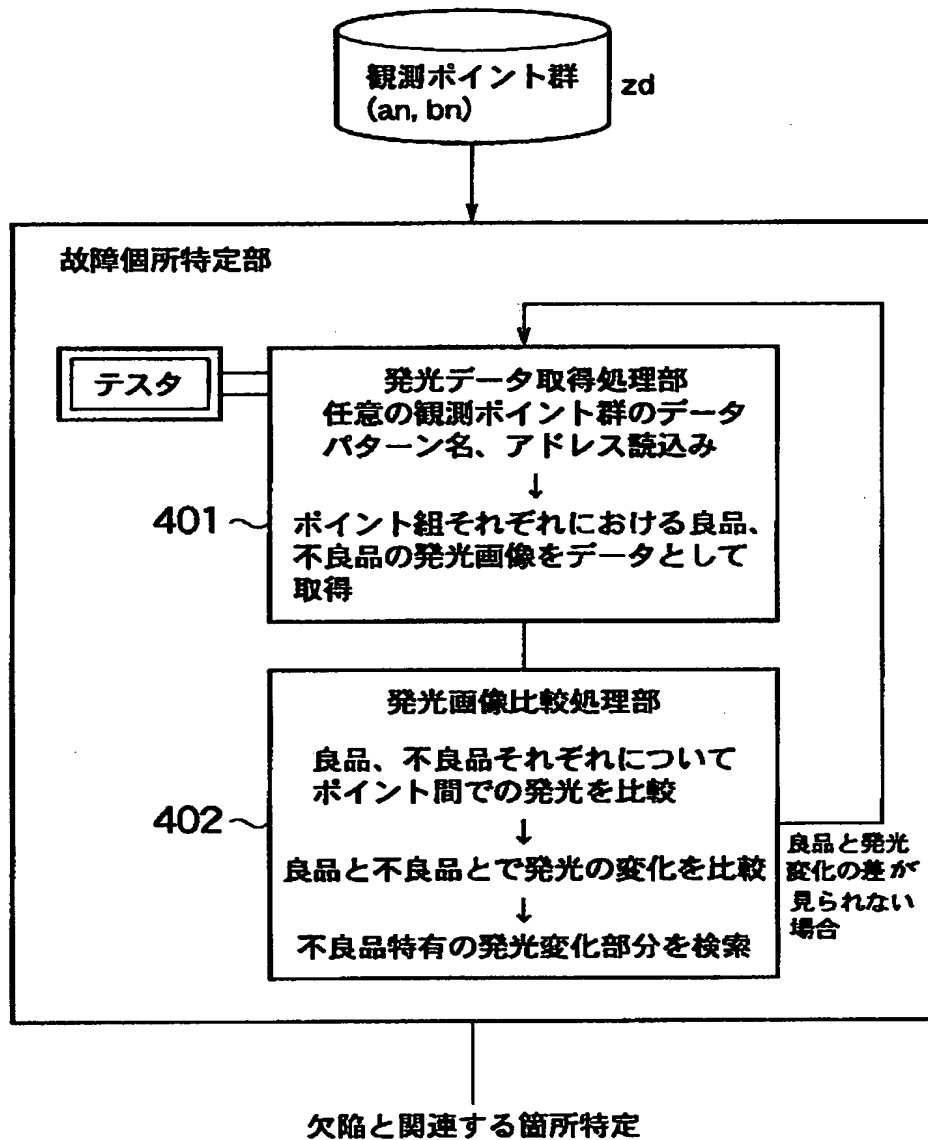 観測ポイント群
(an, bn)
zd
故障個所特定部
テスタ
発光データ取得処理部
任意の観測ポイント群のデータ
パターン名、アドレス読込み
↓
401
ポイント組それぞれにおける良品、
不良品の発光画像をデータとして
取得
発光画像比較処理部
良品、不良品それぞれについて
ポイント間での発光を比較
↓
402
良品と不良品とで発光の変化を比較
↓
不良品特有の発光変化部分を検索
良品と発光
変化の差が
見られない
場合
欠陥と関連する箇所特定